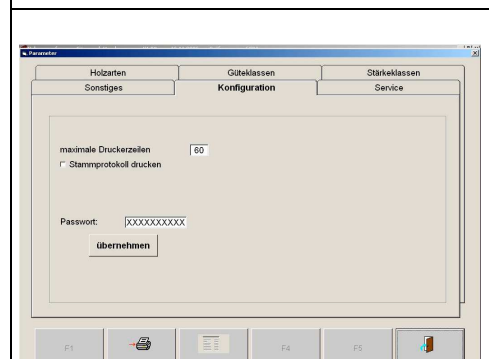 Parameter
Holzarten Güteklassen Stärkeklassen
Sonstiges Konfiguration Service
maximale Druckerzeilen 60
Stammprotokoll drucken
Passwort: XXXXXXXXXX
übernehmen
F1 F4 F5